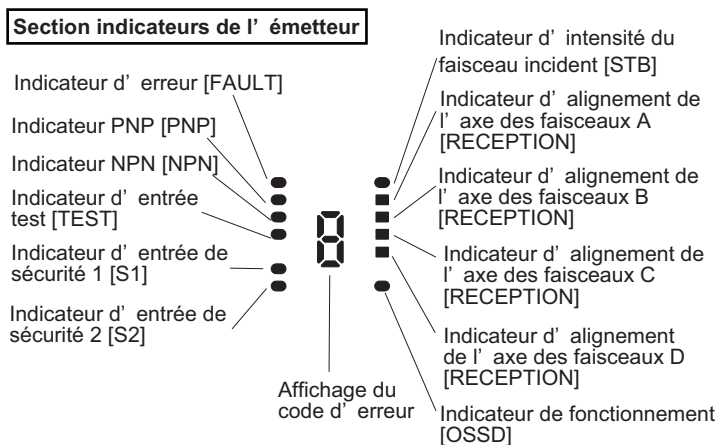 Section indicateurs de l' émetteur
Indicateur d' erreur [FAULT]
Indicateur PNP [PNP]
Indicateur NPN [NPN]
Indicateur d' entrée
test [TEST]
Indicateur d' entrée de
sécurité 1 [S1]
Indicateur d' entrée de
sécurité 2 [S2]
Affichage du
code d' erreur
Indicateur d' intensité du
faisceau incident [STB]
Indicateur d' alignement de
l' axe des faisceaux A
[RECEPTION]
Indicateur d' alignement de
l' axe des faisceaux B
[RECEPTION]
Indicateur d' alignement de
l' axe des faisceaux C
[RECEPTION]
Indicateur d' alignement
de l' axe des faisceaux D
[RECEPTION]
Indicateur de fonctionnement
[OSSD]
8